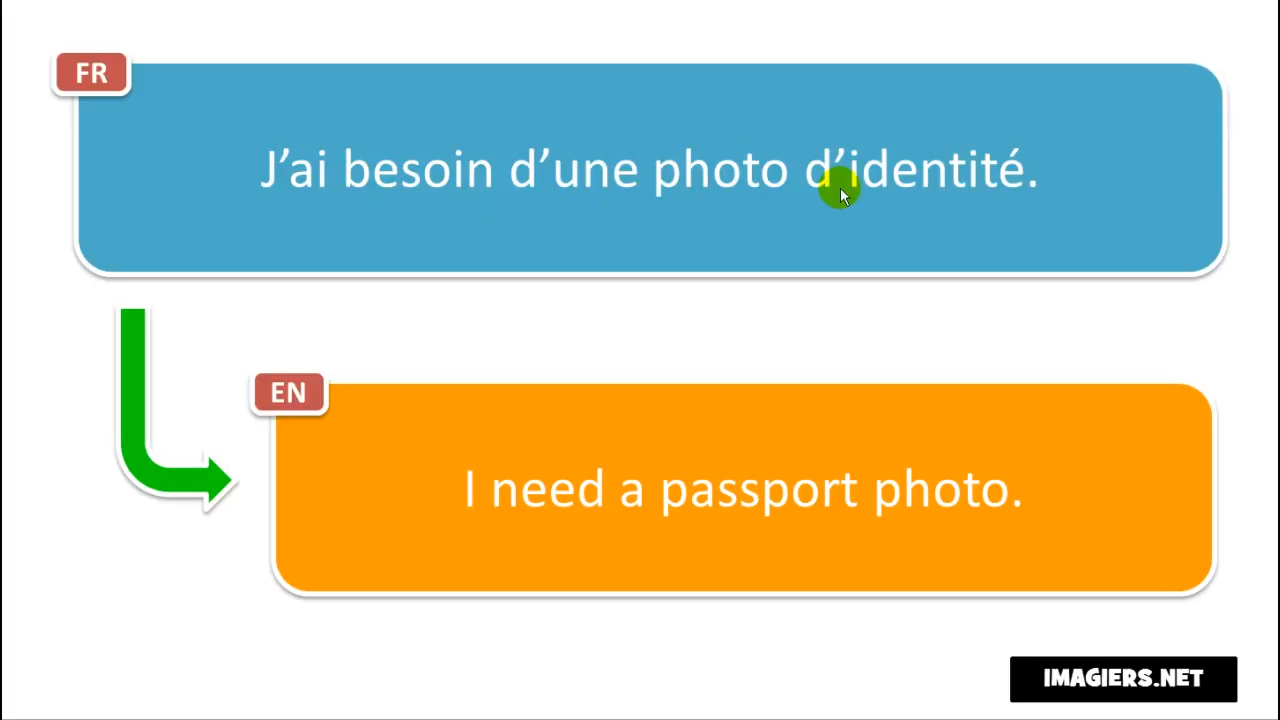 FR
J’ai besoin d’une photo d’identité.
EN
I need a passport photo.
IMAGIERS.NET